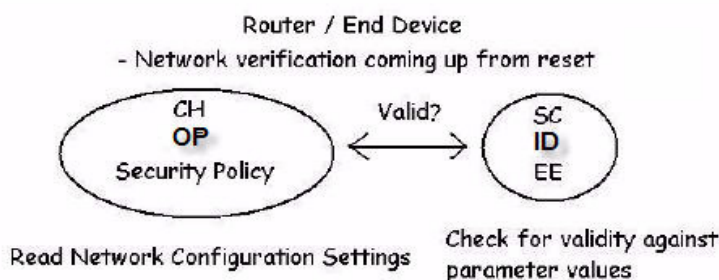 Router / End Device
- Network verification coming up from reset
CH
OP
Security Policy
Valid?
SC
ID
EE
Read Network Configuration Settings
Check for validity against
parameter values